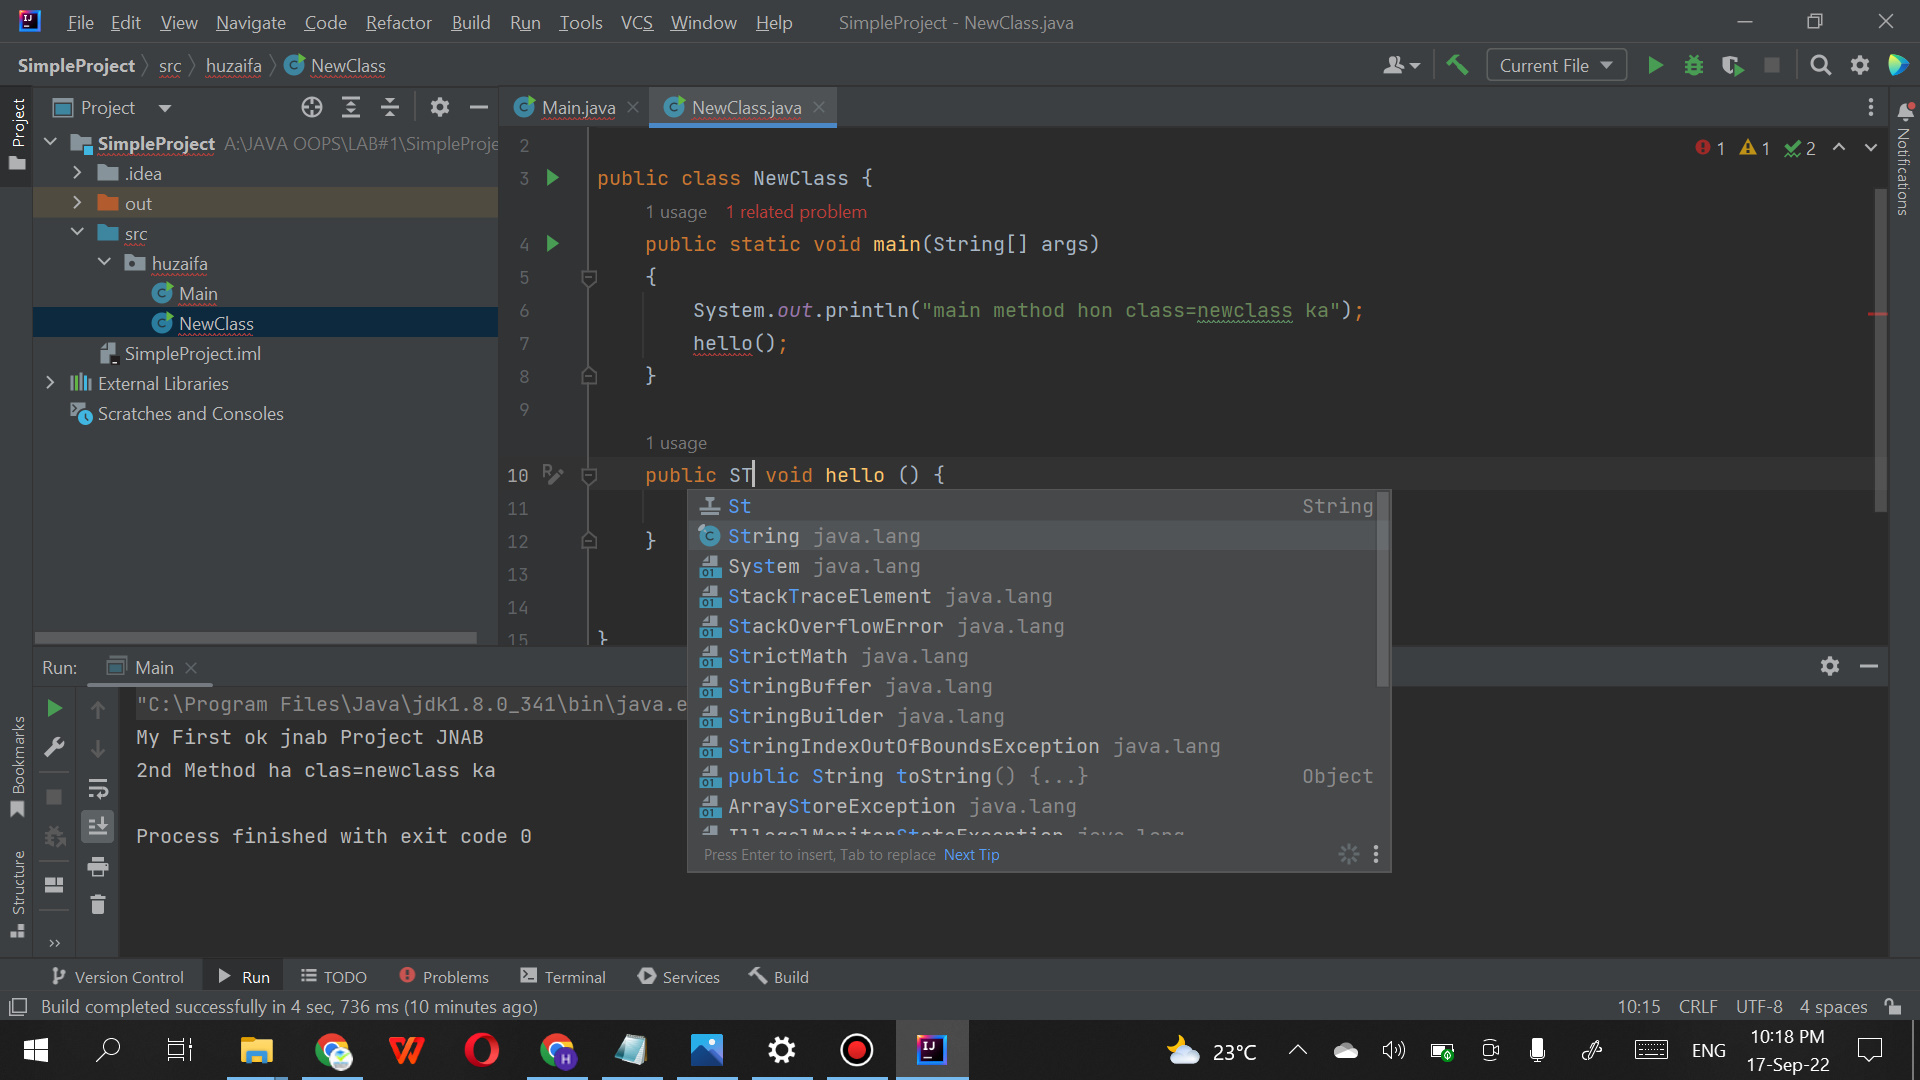 File Edit View Navigate Code Refactor Build Run Tools VCS Window Help SimpleProject - NewClass.java
SimpleProject src huzaifa NewClass Current File
Project
Main.java NewClass.java
SimpleProject A:\JAVA OOPS\LAB#1\SimpleProje
.idea
out
src
huzaifa
Main
NewClass
SimpleProject.iml
External Libraries
Scratches and Consoles
Project
Bookmarks
Structure
Notifications
1 1 2
2
3 public class NewClass {
1 usage 1 related problem
4 public static void main(String[] args)
5 {
6 System.out.println("main method hon class=newclass ka");
7 hello();
8 }
9
1 usage
10 public ST void hello () {
11
12 }
13
14
15 }
St String
String java.lang
System java.lang
StackTraceElement java.lang
StackOverflowError java.lang
StrictMath java.lang
StringBuffer java.lang
StringBuilder java.lang
StringIndexOutOfBoundsException java.lang
public String toString() {...} Object
ArrayStoreException java.lang
IllegalMonitorStateException java.lang
Press Enter to insert, Tab to replace Next Tip
Run: Main
"C:\Program Files\Java\jdk1.8.0_341\bin\java.e
My First ok jnab Project JNAB
2nd Method ha clas=newclass ka
Process finished with exit code 0
Version Control Run TODO Problems Terminal Services Build
Build completed successfully in 4 sec, 736 ms (10 minutes ago) 10:15 CRLF UTF-8 4 spaces
23°C ENG 10:18 PM
17-Sep-22